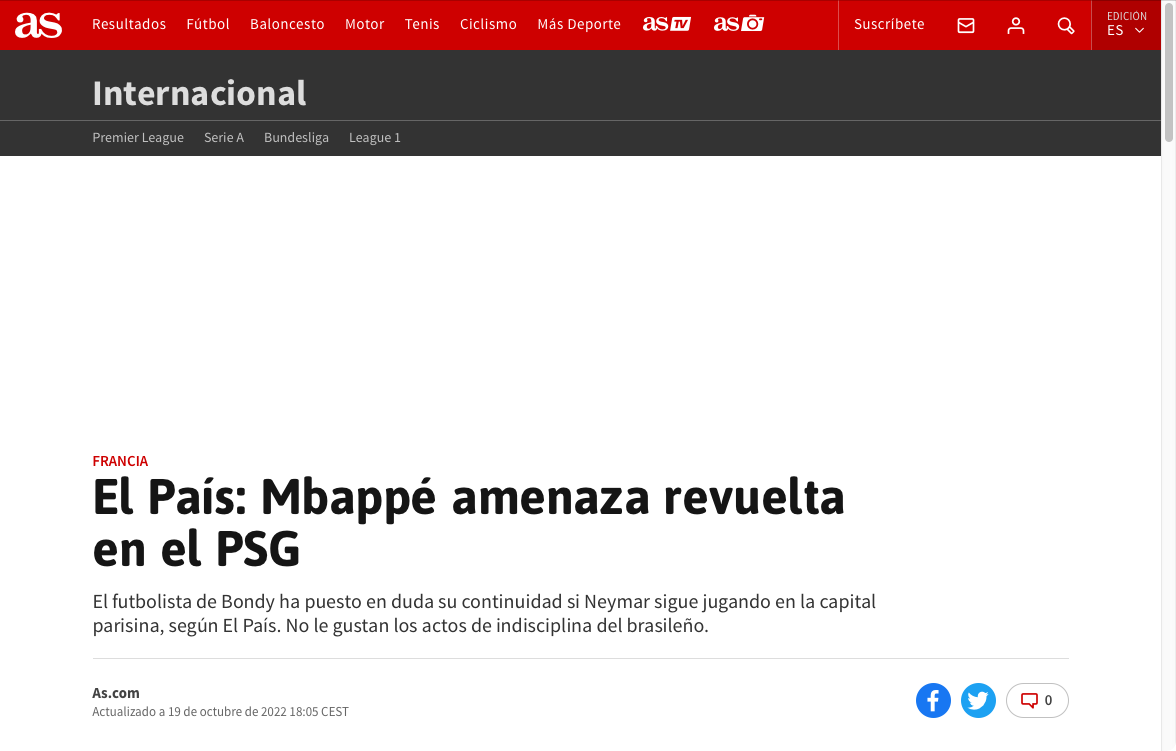 as Resultados Fútbol Baloncesto Motor Tenis Ciclismo Más Deporte as TV as Suscríbete EDICIÓN
ES
Internacional
Premier League Serie A Bundesliga League 1
FRANCIA
El País: Mbappé amenaza revuelta
en el PSG
El futbolista de Bondy ha puesto en duda su continuidad si Neymar sigue jugando en la capital
parisina, según El País. No le gustan los actos de indisciplina del brasileño.
As.com
Actualizado a 19 de octubre de 2022 18:05 CEST
0